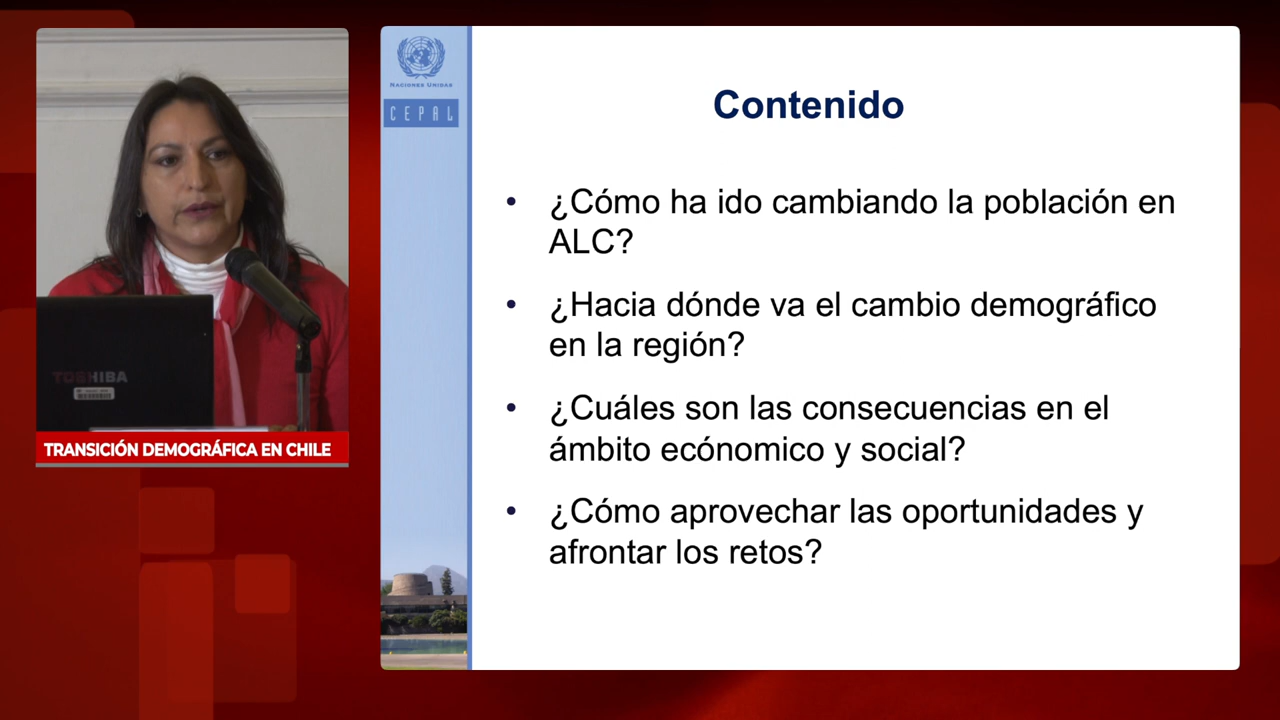 TOSHIBA
TRANSICIÓN DEMOGRÁFICA EN CHILE
NACIONES UNIDAS
CEPAL
Contenido
• ¿Cómo ha ido cambiando la población en
ALC?
• ¿Hacia dónde va el cambio demográfico
en la región?
• ¿Cuáles son las consecuencias en el
ámbito ecónomico y social?
• ¿Cómo aprovechar las oportunidades y
afrontar los retos?